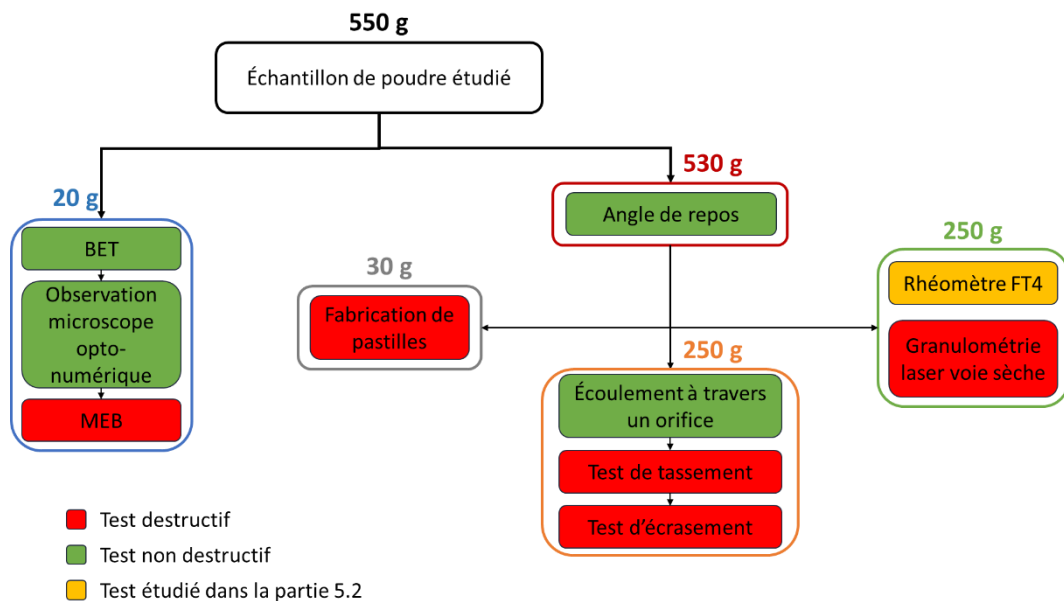 550 g
Échantillon de poudre étudié
530 g
20 g
Angle de repos
250 g
BET
30 g
Rhéomètre FT4
Observation
microscope
opto-
numérique
Fabrication de
pastilles
Granulométrie
laser voie sèche
250 g
Écoulement à travers
un orifice
MEB
Test de tassement
Test d'écrasement
Test destructif
Test non destructif
Test étudié dans la partie 5.2